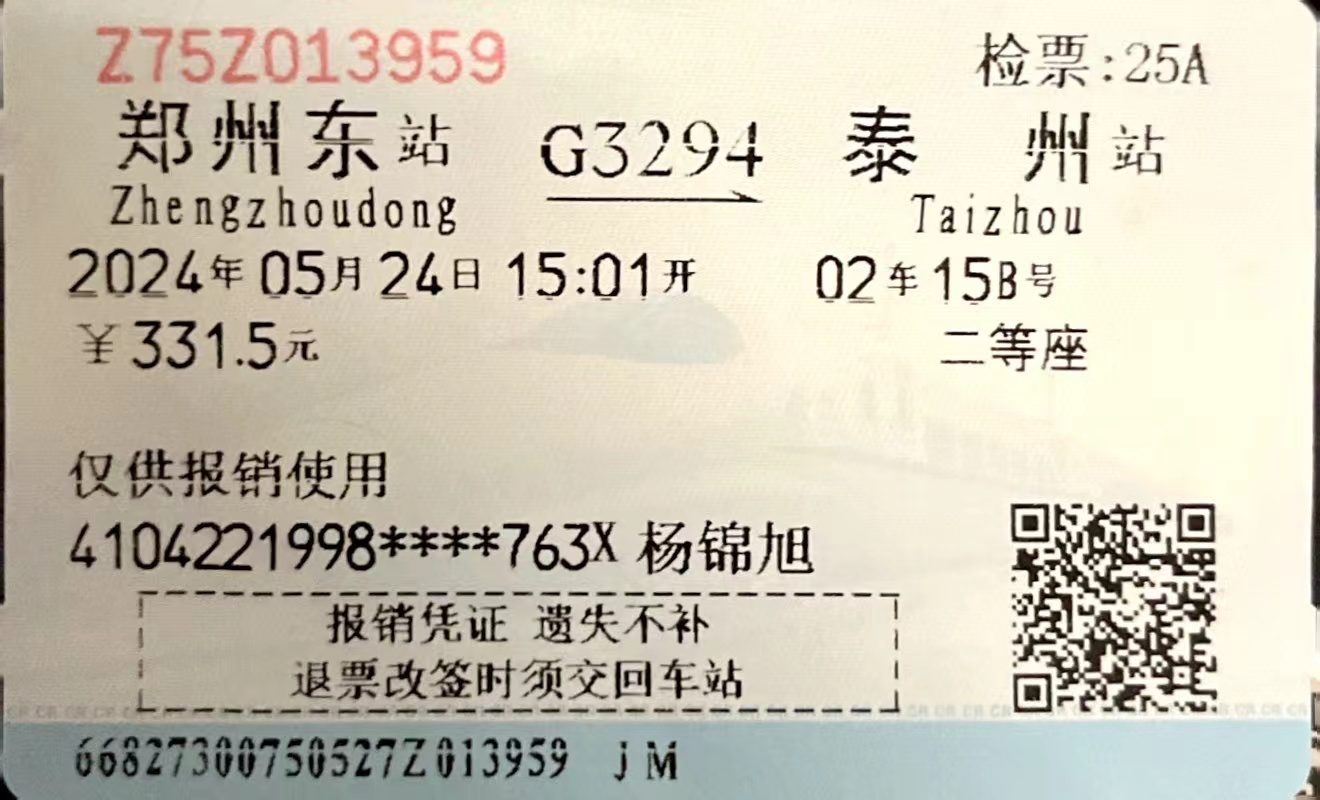 Z75Z013959 检票:25A
郑州东站 G3294 泰州站
Zhengzhoudong Taizhou
2024年05月24日 15:01开 02车15B号
￥331.5元 二等座
仅供报销使用
4104221998****763X 杨锦旭
报销凭证 遗失不补
退票改签时须交回车站
66827300750527Z013959 JM